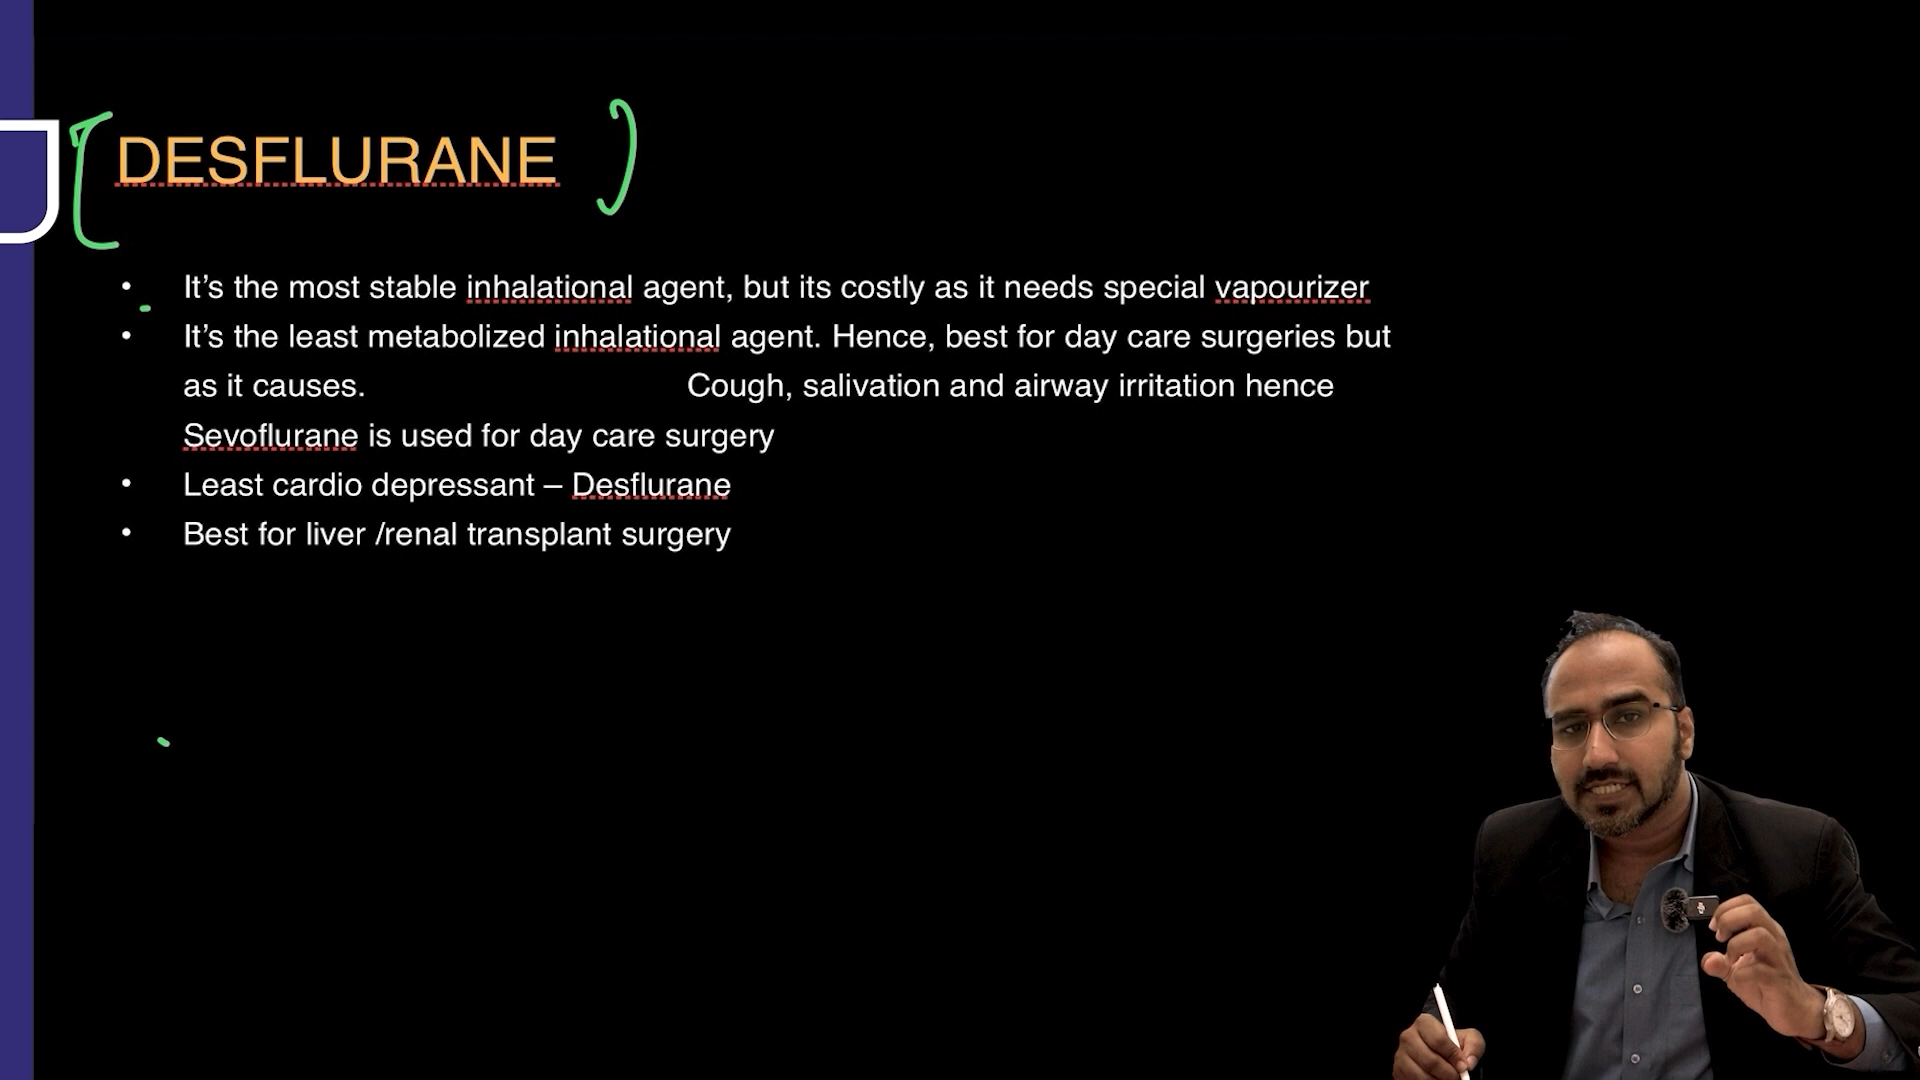 DESFLURANE
• It’s the most stable inhalational agent, but its costly as it needs special vapourizer
• It’s the least metabolized inhalational agent. Hence, best for day care surgeries but
as it causes. Cough, salivation and airway irritation hence
Sevoflurane is used for day care surgery
• Least cardio depressant – Desflurane
• Best for liver /renal transplant surgery